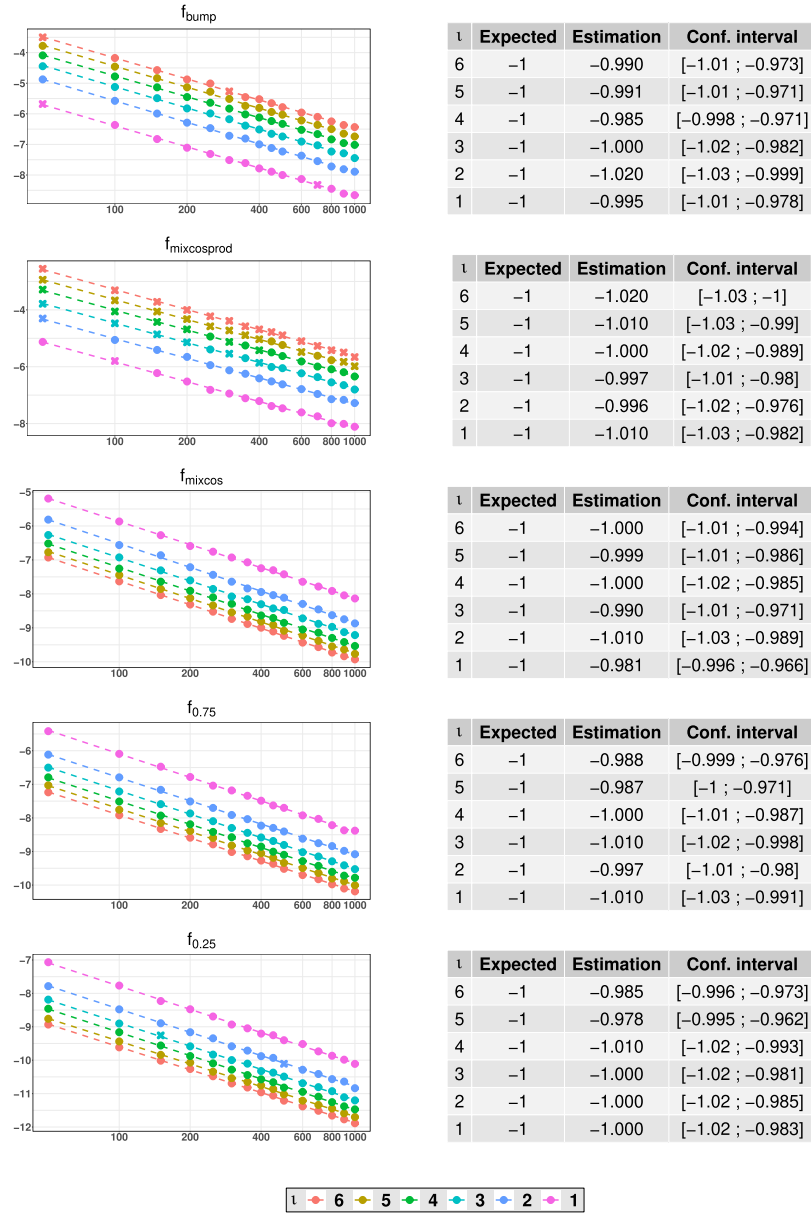 f_bump
−4
−5
−6
−7
−8
100 200 400 600 800 1000
ι Expected Estimation Conf. interval
6 −1 −0.990 [−1.01 ; −0.973]
5 −1 −0.991 [−1.01 ; −0.971]
4 −1 −0.985 [−0.998 ; −0.971]
3 −1 −1.000 [−1.02 ; −0.982]
2 −1 −1.020 [−1.03 ; −0.999]
1 −1 −0.995 [−1.01 ; −0.978]
f_mixcosprod
−4
−6
−8
100 200 400 600 800 1000
ι Expected Estimation Conf. interval
6 −1 −1.020 [−1.03 ; −1]
5 −1 −1.010 [−1.03 ; −0.99]
4 −1 −1.000 [−1.02 ; −0.989]
3 −1 −0.997 [−1.01 ; −0.98]
2 −1 −0.996 [−1.02 ; −0.976]
1 −1 −1.010 [−1.03 ; −0.982]
f_mixcos
−5
−6
−7
−8
−9
−10
100 200 400 600 800 1000
ι Expected Estimation Conf. interval
6 −1 −1.000 [−1.01 ; −0.994]
5 −1 −0.999 [−1.01 ; −0.986]
4 −1 −1.000 [−1.02 ; −0.985]
3 −1 −0.990 [−1.01 ; −0.971]
2 −1 −1.010 [−1.03 ; −0.989]
1 −1 −0.981 [−0.996 ; −0.966]
f_0.75
−6
−7
−8
−9
−10
100 200 400 600 800 1000
ι Expected Estimation Conf. interval
6 −1 −0.988 [−0.999 ; −0.976]
5 −1 −0.987 [−1 ; −0.971]
4 −1 −1.000 [−1.01 ; −0.987]
3 −1 −1.010 [−1.02 ; −0.998]
2 −1 −0.997 [−1.01 ; −0.98]
1 −1 −1.010 [−1.03 ; −0.991]
f_0.25
−7
−8
−9
−10
−11
−12
100 200 400 600 800 1000
ι Expected Estimation Conf. interval
6 −1 −0.985 [−0.996 ; −0.973]
5 −1 −0.978 [−0.995 ; −0.962]
4 −1 −1.010 [−1.02 ; −0.993]
3 −1 −1.000 [−1.02 ; −0.981]
2 −1 −1.000 [−1.02 ; −0.985]
1 −1 −1.000 [−1.02 ; −0.983]
ι 6 5 4 3 2 1